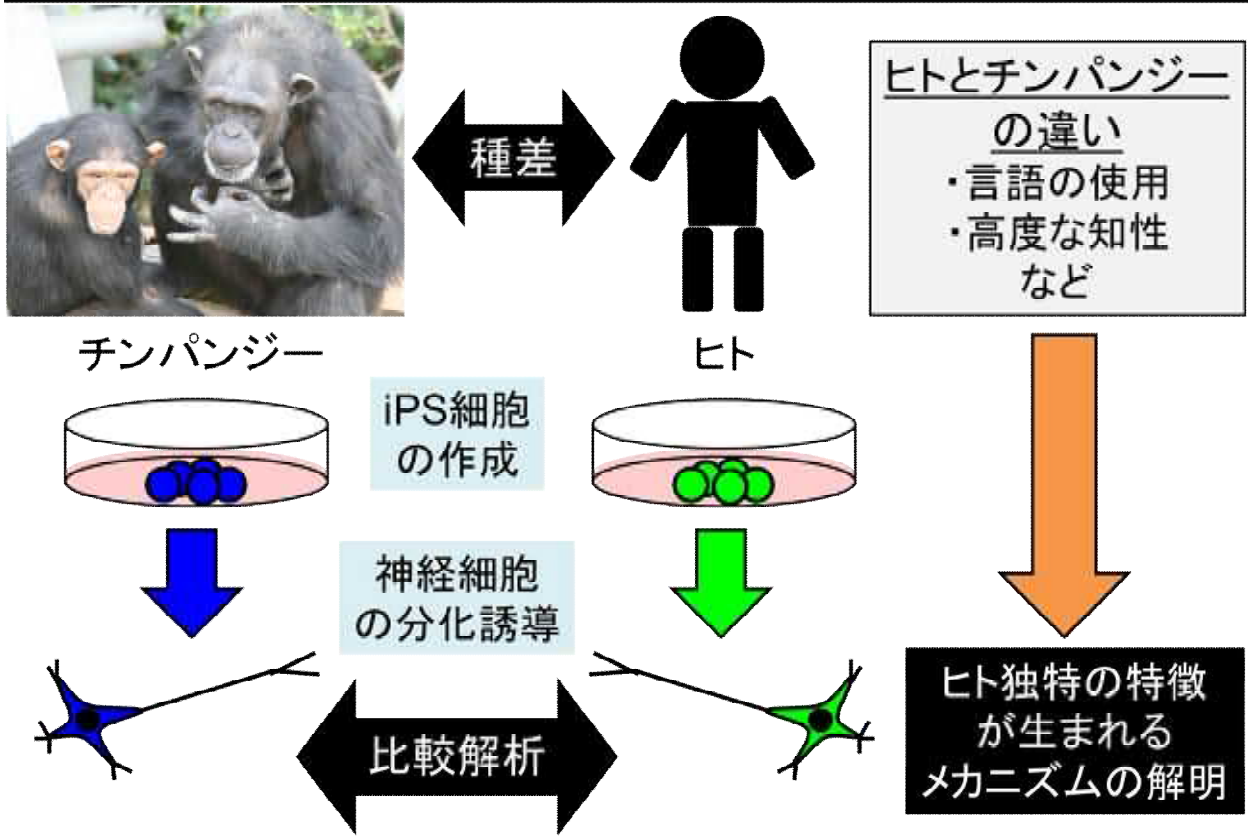 種差
ヒトとチンパンジー
の違い
・言語の使用
・高度な知性
など
チンパンジー
ヒト
iPS細胞
の作成
神経細胞
の分化誘導
比較解析
ヒト独特の特徴
が生まれる
メカニズムの解明